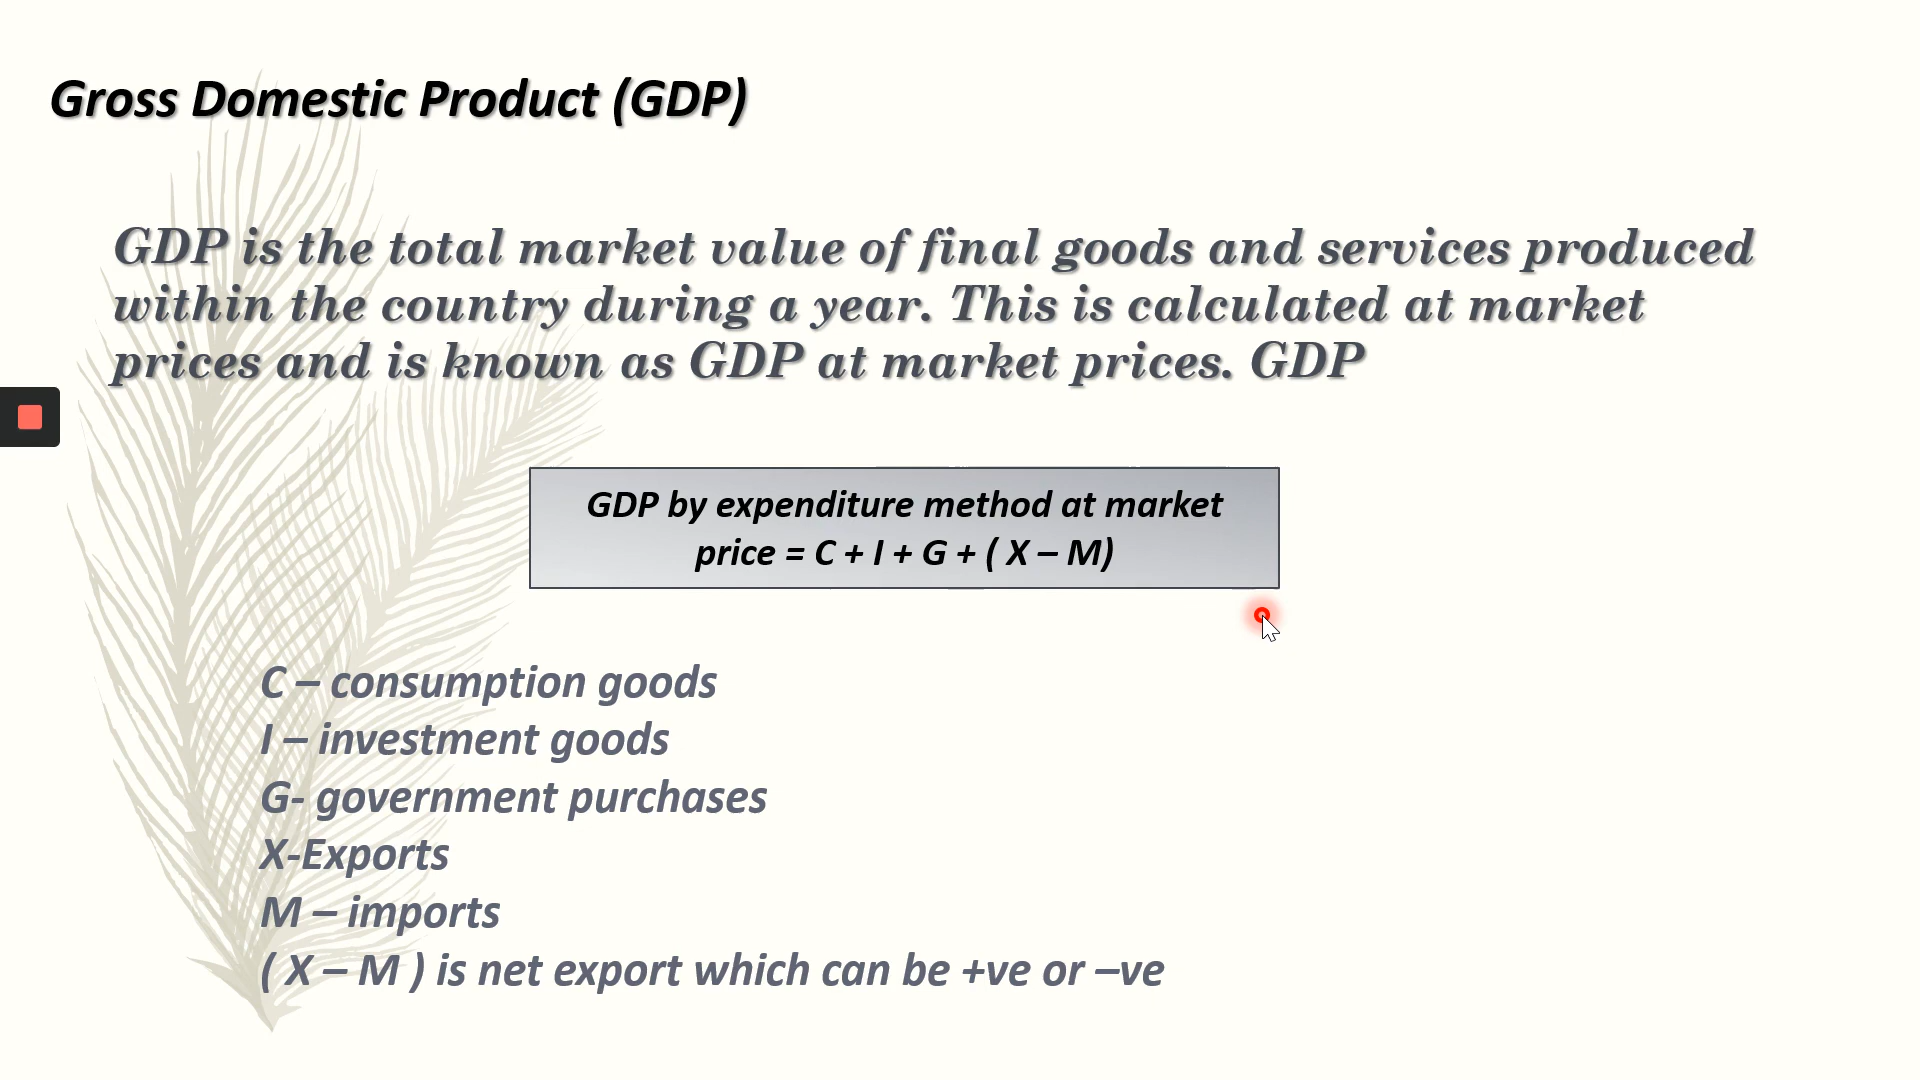 Gross Domestic Product (GDP)
GDP is the total market value of final goods and services produced
within the country during a year. This is calculated at market
prices and is known as GDP at market prices. GDP
GDP by expenditure method at market
price = C + I + G + ( X – M)
C – consumption goods
I – investment goods
G- government purchases
X-Exports
M – imports
( X – M ) is net export which can be +ve or –ve